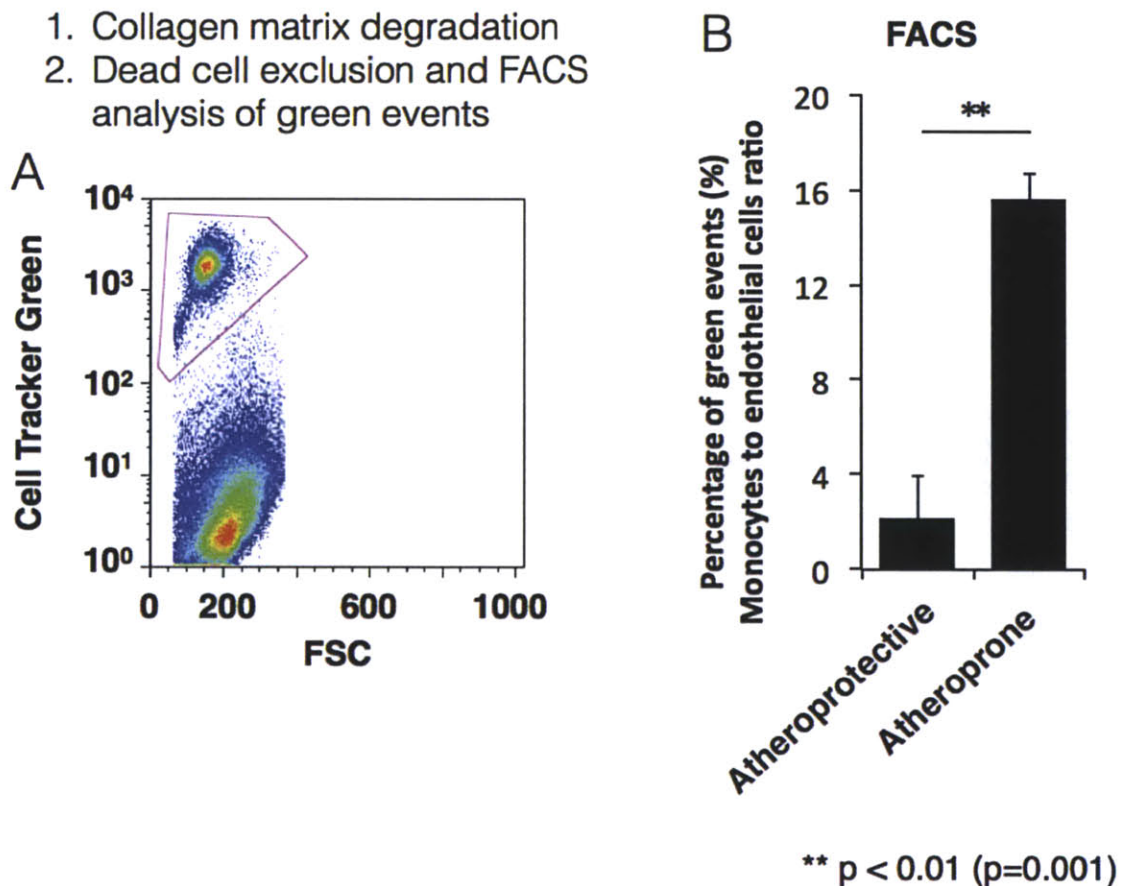 1. Collagen matrix degradation
2. Dead cell exclusion and FACS
analysis of green events
A
Cell Tracker Green
10⁴
10³
10²
10¹
10⁰
0 200 600 1000
FSC
B
FACS
Percentage of green events (%)
Monocytes to endothelial cells ratio
20
16
12
8
4
0
**
Atheroprotective
Atheroprone
** p < 0.01 (p=0.001)